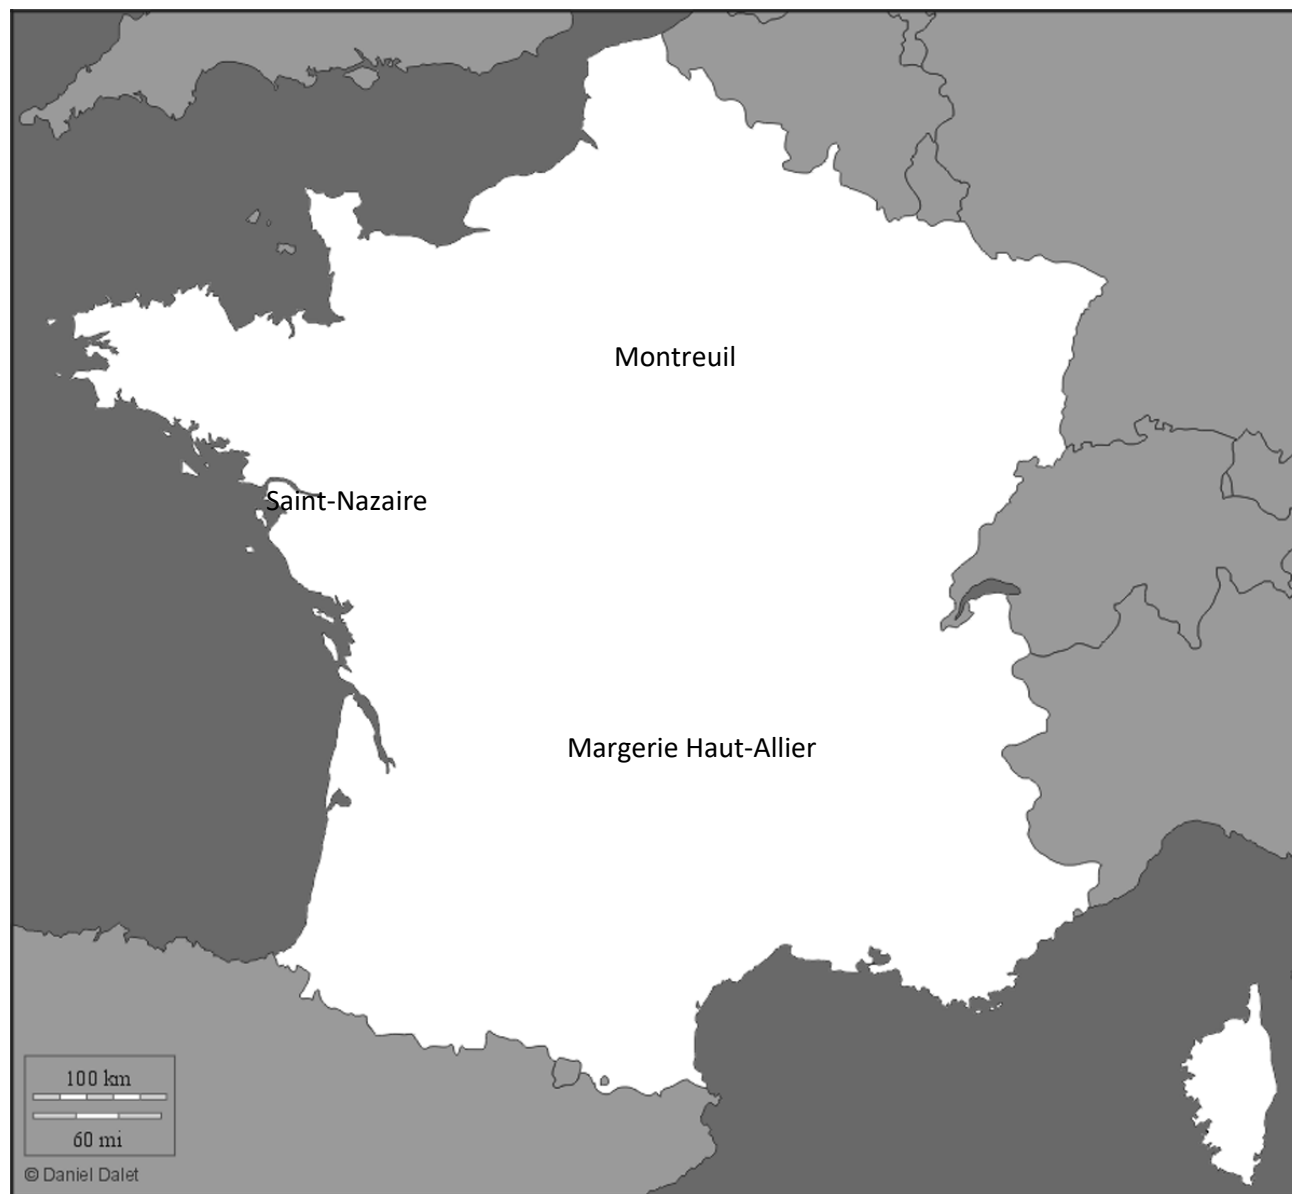 Montreuil
Saint-Nazaire
Margerie Haut-Allier
100 km
60 mi
© Daniel Dalet